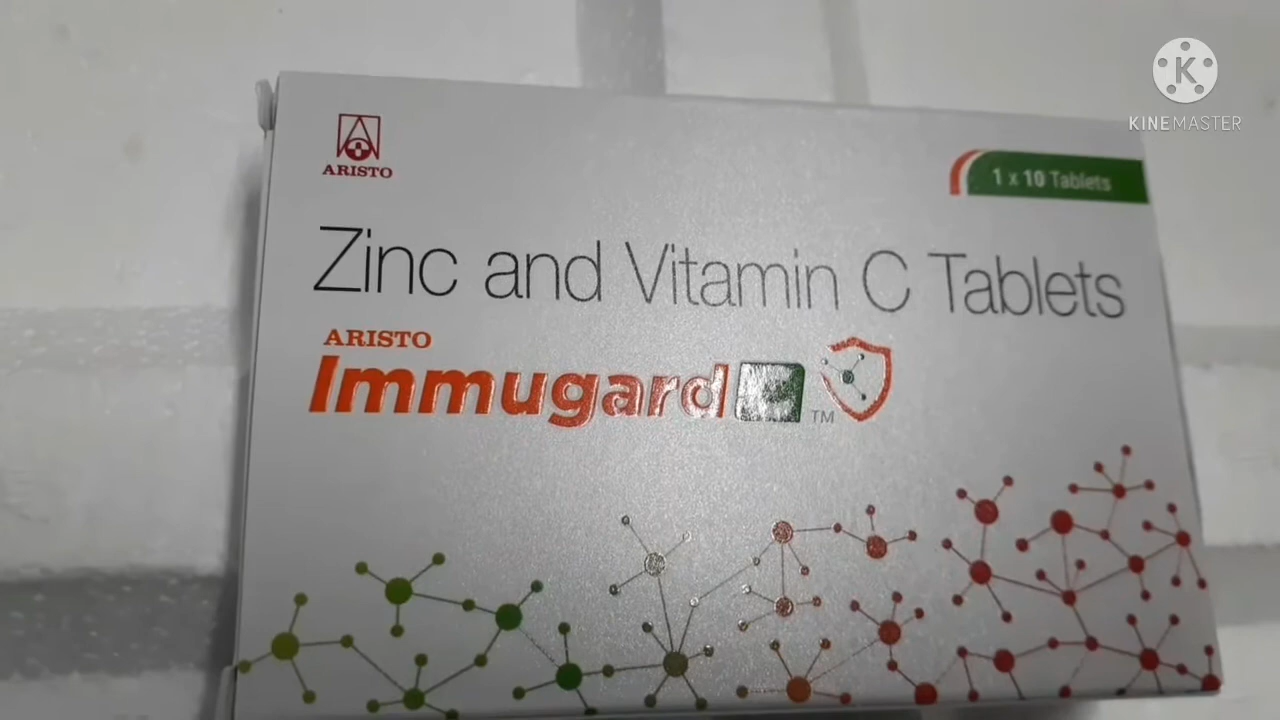 KINEMASTER
ARISTO
1 x 10 Tablets
Zinc and Vitamin C Tablets
ARISTO
Immugard C TM